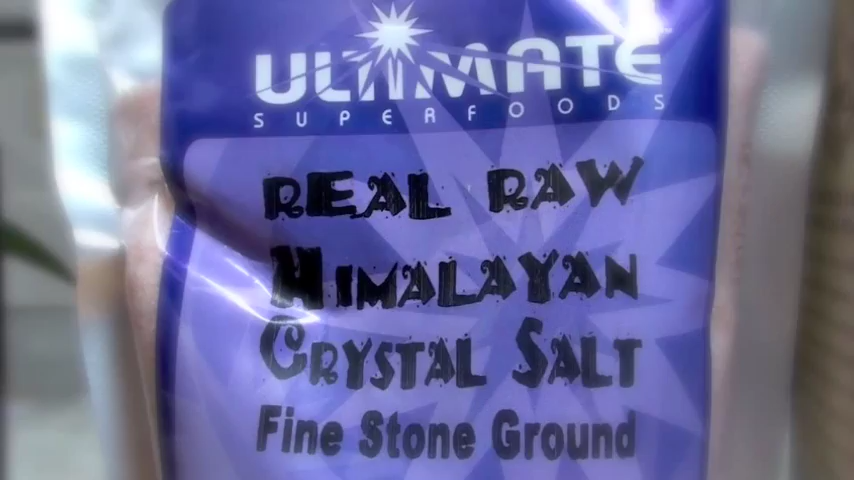 ULTIMATE
SUPERFOODS
REAL RAW
HIMALAYAN
CRYSTAL SALT
Fine Stone Ground